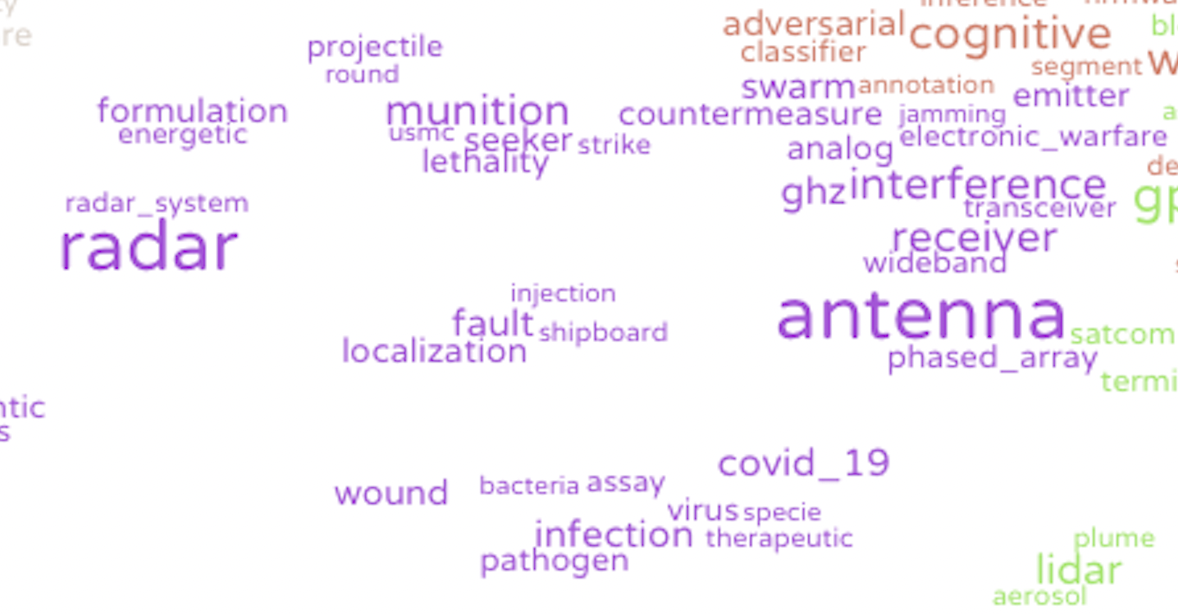 re
projectile
round
formulation
energetic
munition
usmc seeker strike
lethality
adversarial cognitive
classifier
segment w
swarm annotation
emitter
countermeasure jamming
analog electronic_warfare
de
ghz interference
transceiver gp
receiver
wideband
radar_system
radar
injection
fault shipboard
localization
antenna
satcom
phased_array
termi
ntic
s
covid_19
wound bacteria assay
virus specie
infection therapeutic
pathogen
plume
lidar
aerosol